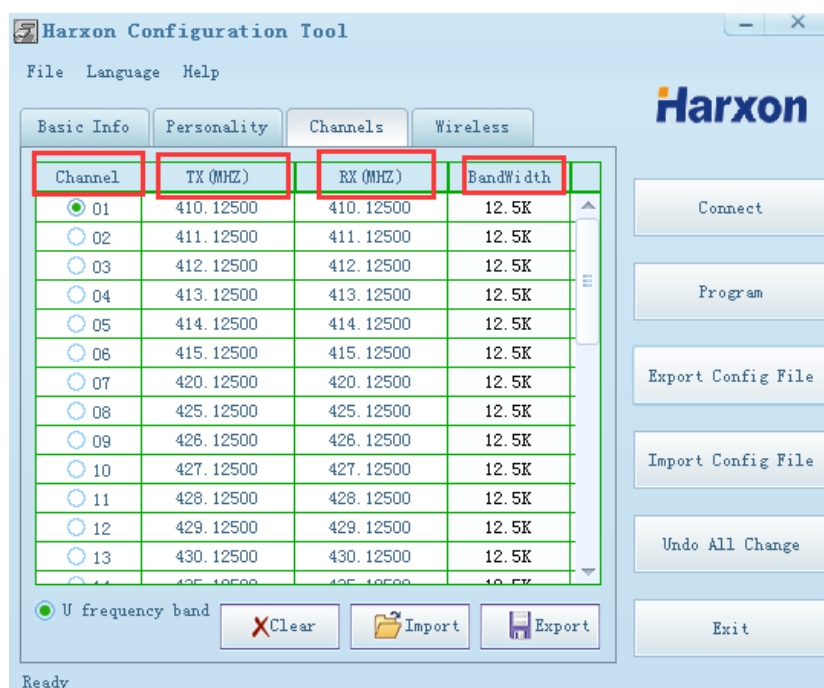 Harxon Configuration Tool
File Language Help
Harxon
Basic Info Personality Channels Wireless
Channel TX(MHZ) RX(MHZ) BandWidth
01 410.12500 410.12500 12.5K
02 411.12500 411.12500 12.5K
03 412.12500 412.12500 12.5K
04 413.12500 413.12500 12.5K
05 414.12500 414.12500 12.5K
06 415.12500 415.12500 12.5K
07 420.12500 420.12500 12.5K
08 425.12500 425.12500 12.5K
09 426.12500 426.12500 12.5K
10 427.12500 427.12500 12.5K
11 428.12500 428.12500 12.5K
12 429.12500 429.12500 12.5K
13 430.12500 430.12500 12.5K
U frequency band
Clear Import Export
Connect
Program
Export Config File
Import Config File
Undo All Change
Exit
Ready